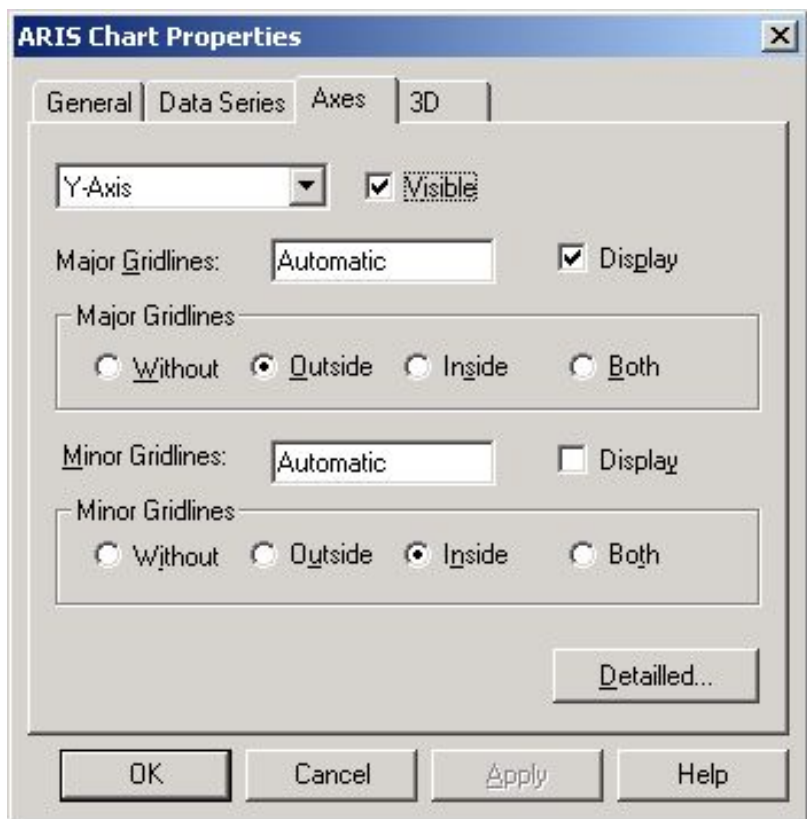 ARIS Chart Properties
General Data Series Axes 3D
Y-Axis Visible
Major Gridlines: Automatic Display
Major Gridlines
Without Outside Inside Both
Minor Gridlines: Automatic Display
Minor Gridlines
Without Outside Inside Both
Detailled...
OK Cancel Apply Help